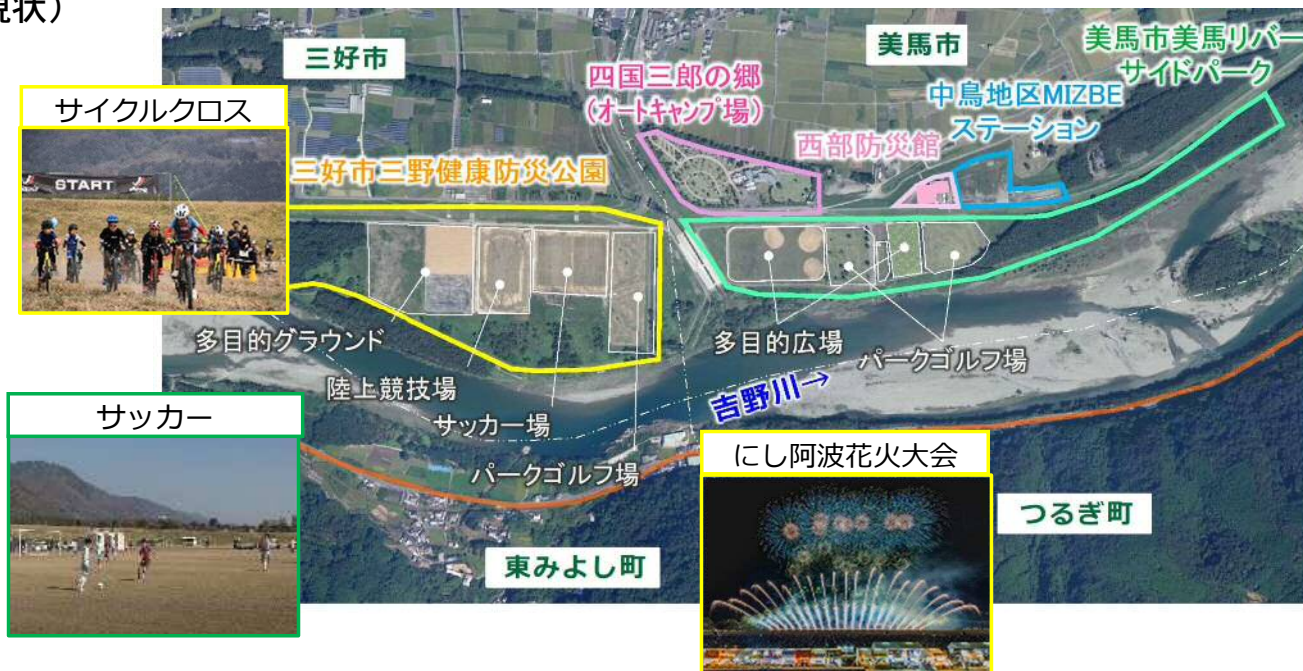 現状）
三好市
美馬市
美馬市美馬リバー
サイドパーク
四国三郎の郷
（オートキャンプ場）
中鳥地区MIZBE
ステーション
西部防災館
サイクルクロス
START
三好市三野健康防災公園
多目的グラウンド
陸上競技場
サッカー場
パークゴルフ場
多目的広場
パークゴルフ場
吉野川→
サッカー
にし阿波花火大会
つるぎ町
東みよし町